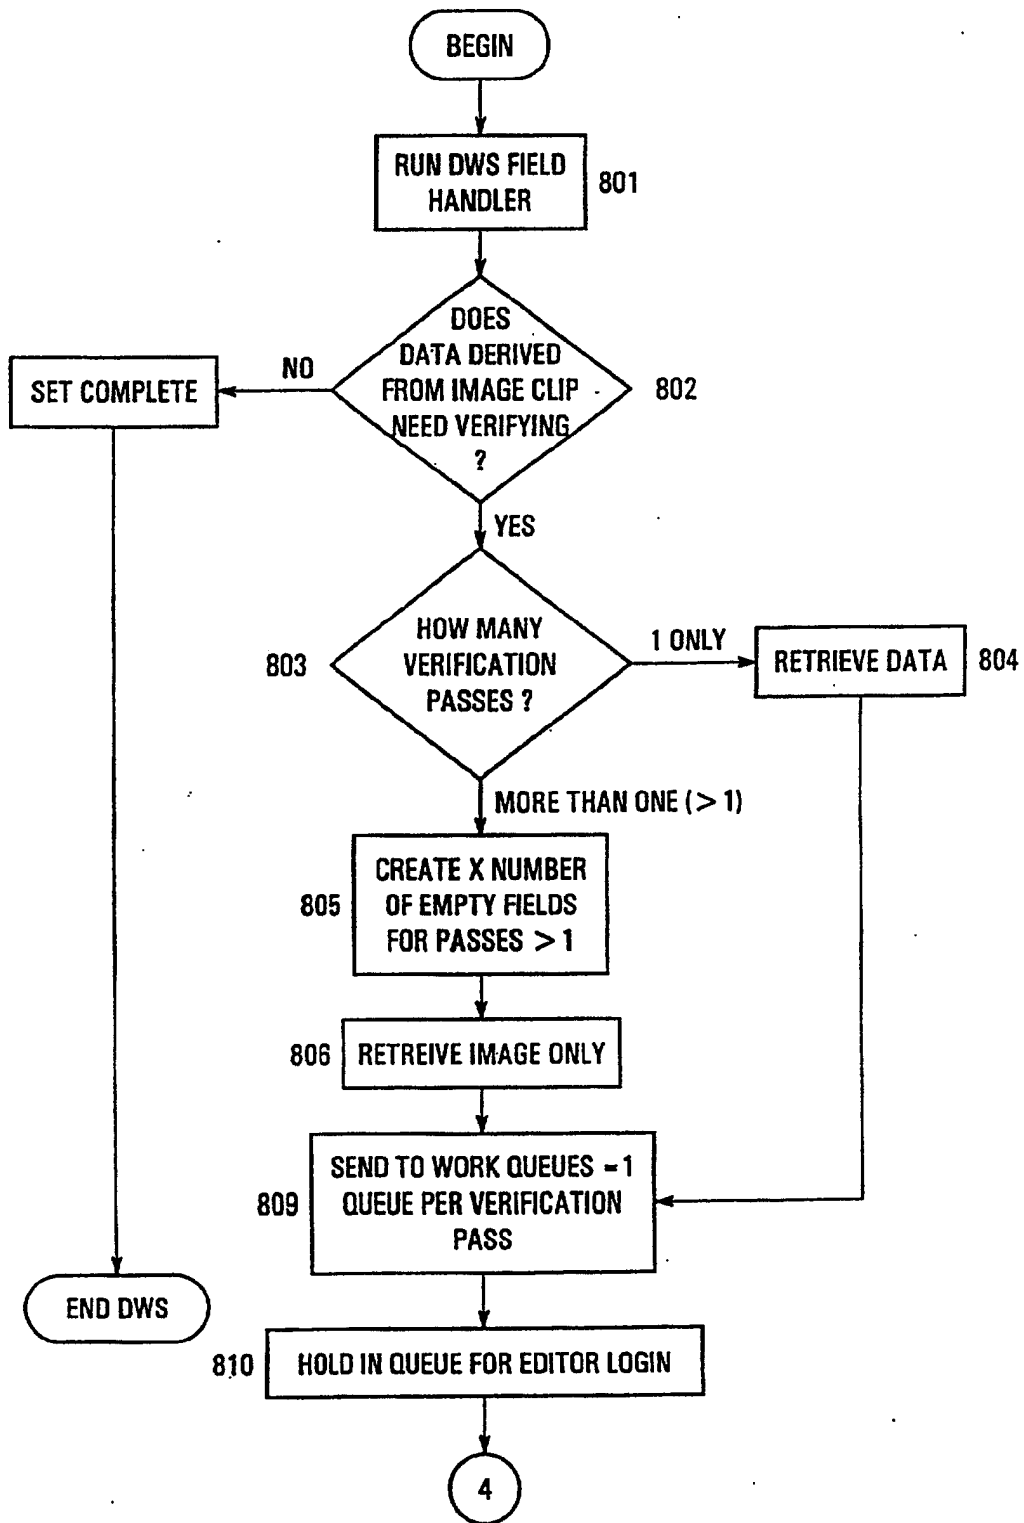 BEGIN
RUN DWS FIELD
HANDLER
801
DOES
DATA DERIVED
FROM IMAGE CLIP
NEED VERIFYING
?
802
NO
SET COMPLETE
YES
HOW MANY
VERIFICATION
PASSES ?
803
1 ONLY
RETRIEVE DATA
804
MORE THAN ONE (> 1)
CREATE X NUMBER
OF EMPTY FIELDS
FOR PASSES > 1
805
806
RETREIVE IMAGE ONLY
SEND TO WORK QUEUES - 1
QUEUE PER VERIFICATION
PASS
809
END DWS
810
HOLD IN QUEUE FOR EDITOR LOGIN
4